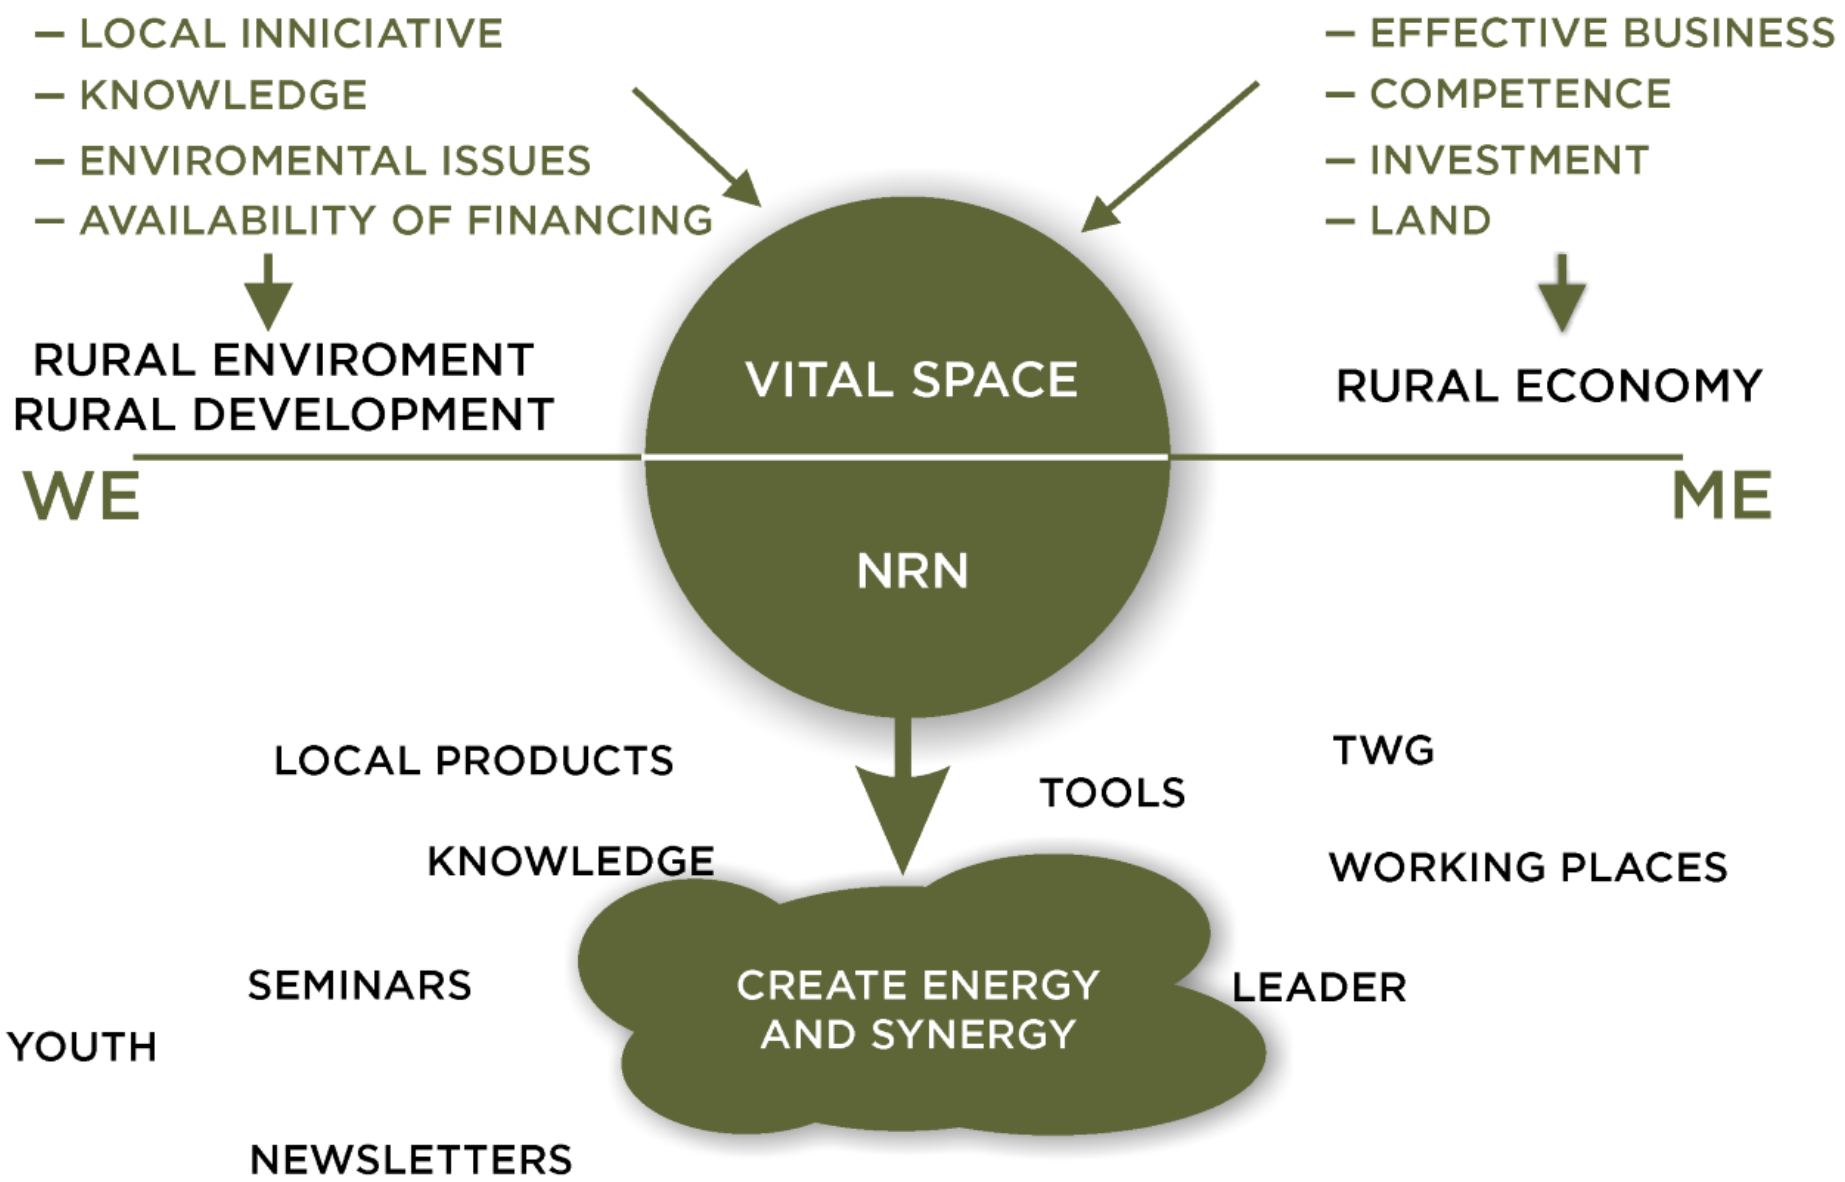 – LOCAL INNICIATIVE
– KNOWLEDGE
– ENVIROMENTAL ISSUES
– AVAILABILITY OF FINANCING
– EFFECTIVE BUSINESS
– COMPETENCE
– INVESTMENT
– LAND
RURAL ENVIROMENT
RURAL DEVELOPMENT
VITAL SPACE
RURAL ECONOMY
WE
ME
NRN
LOCAL PRODUCTS
TWG
TOOLS
KNOWLEDGE
WORKING PLACES
SEMINARS
CREATE ENERGY
AND SYNERGY
LEADER
YOUTH
NEWSLETTERS